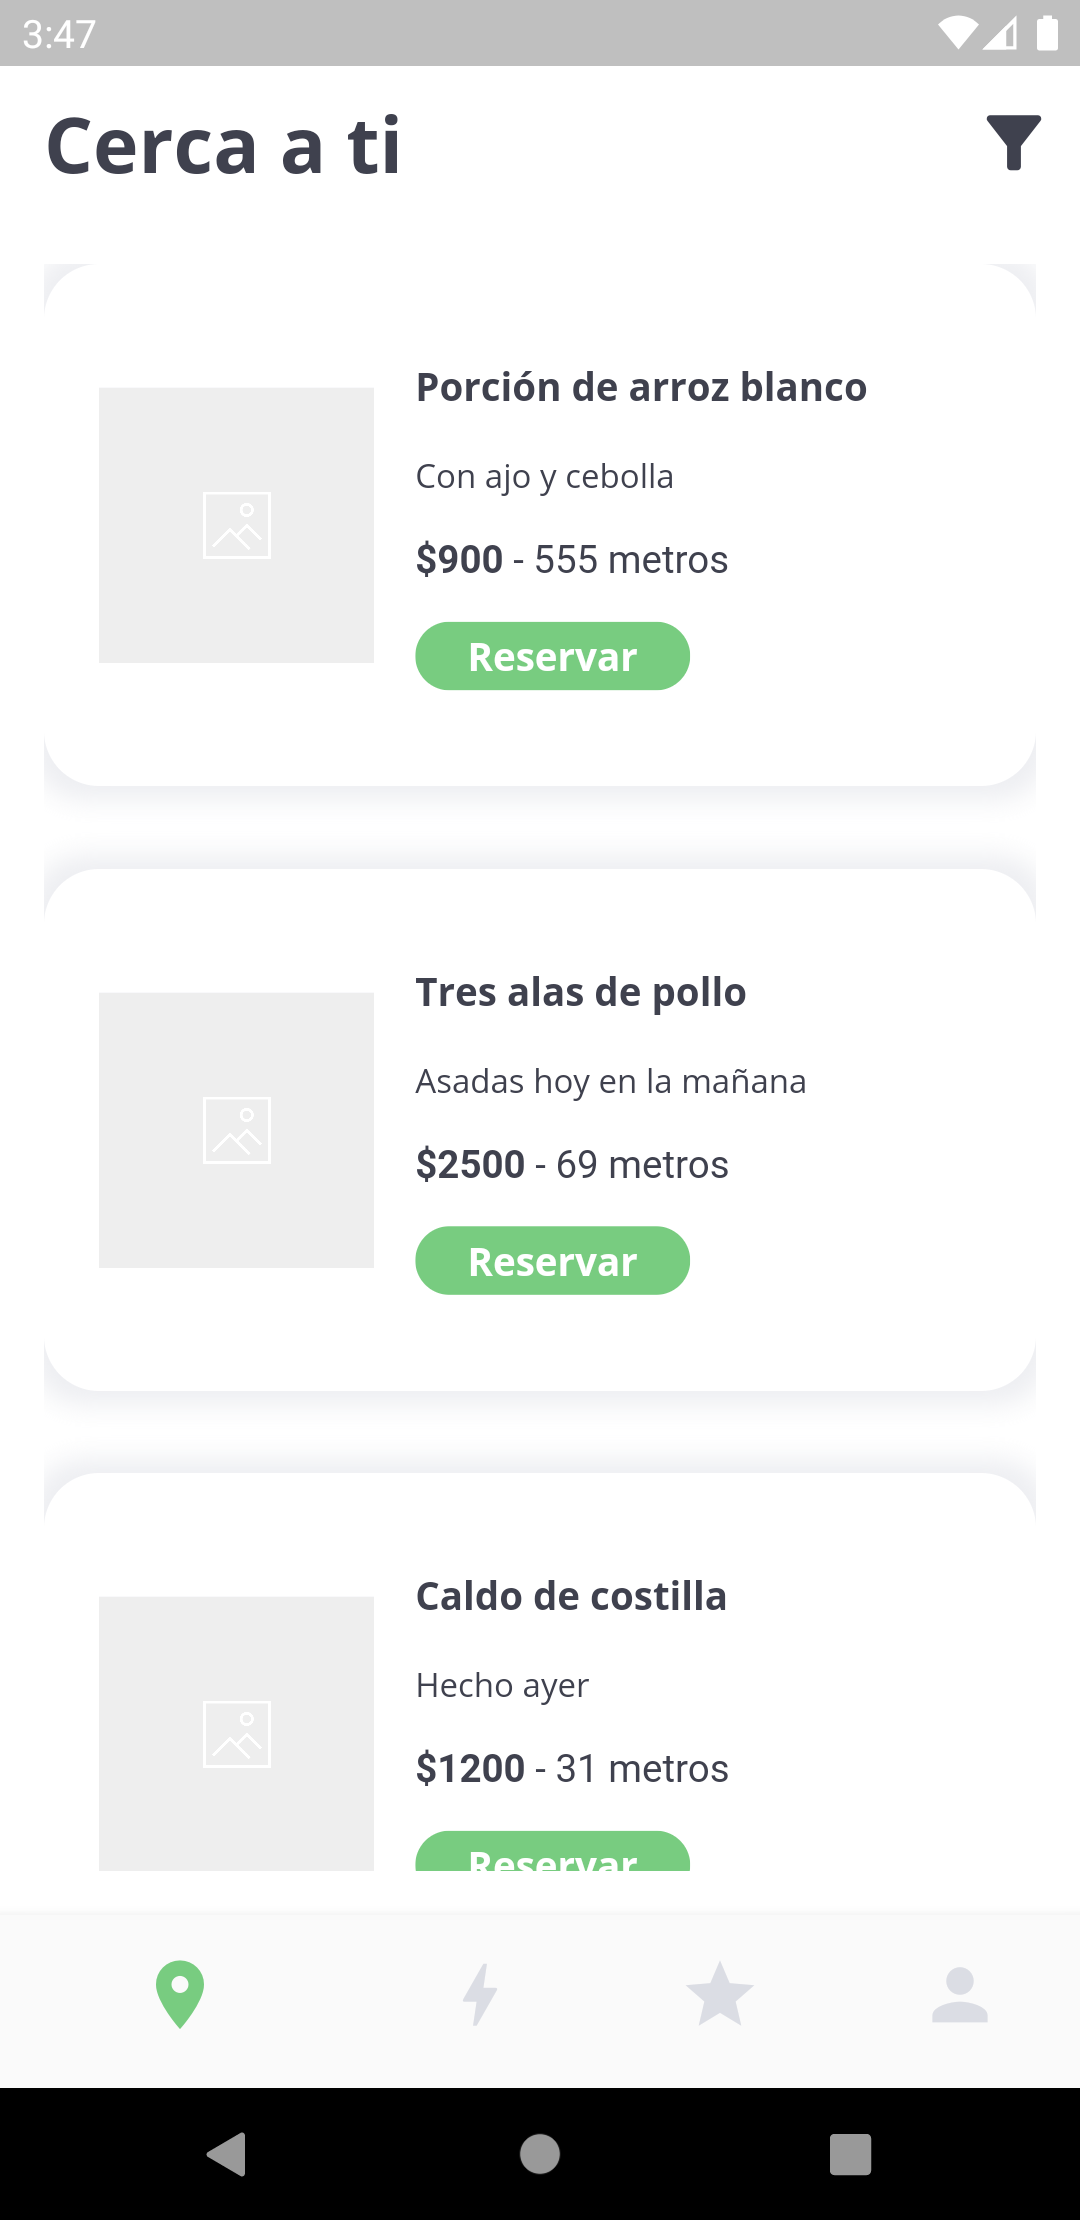 3:47
Cerca a ti
Porción de arroz blanco
Con ajo y cebolla
$900 - 555 metros
Reservar
Tres alas de pollo
Asadas hoy en la mañana
$2500 - 69 metros
Reservar
Caldo de costilla
Hecho ayer
$1200 - 31 metros
Reservar